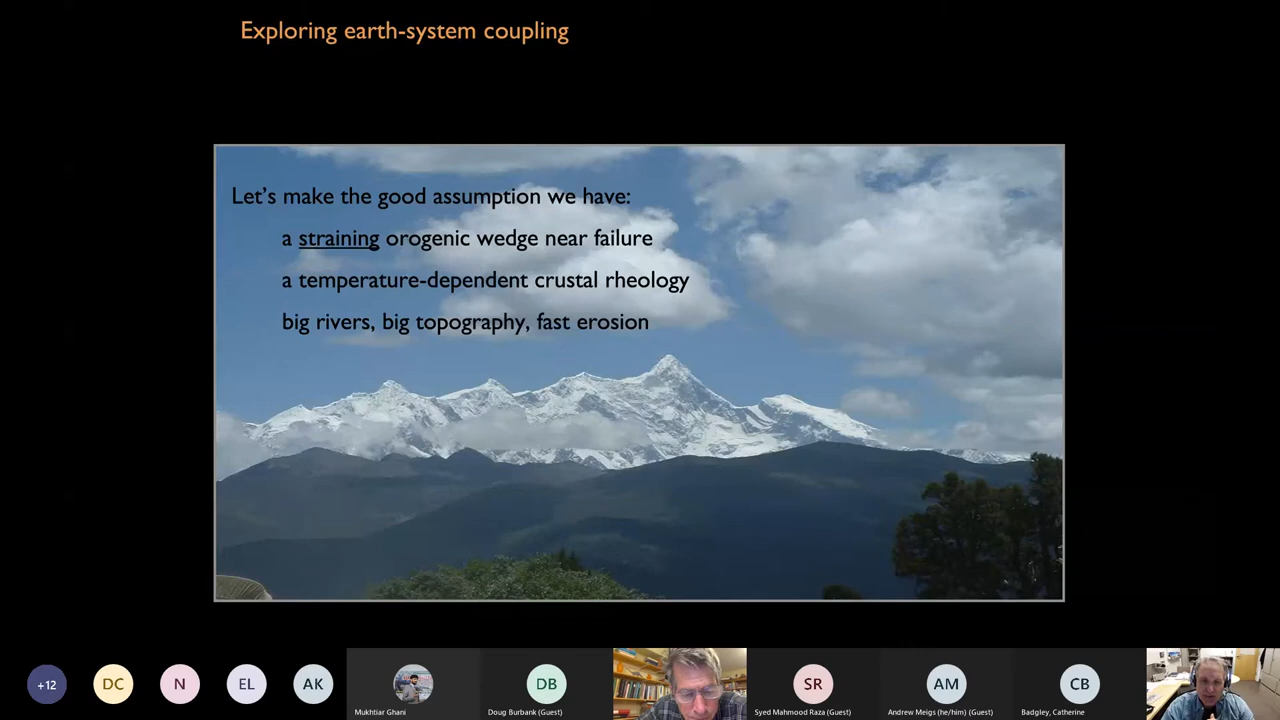 Exploring earth-system coupling
Let's make the good assumption we have:
a straining orogenic wedge near failure
a temperature-dependent crustal rheology
big rivers, big topography, fast erosion
+12
DC
N
EL
AK
DB
SR
AM
CB
Mukhtiar Ghani
Doug Burbank (Guest)
Syed Mahmood Raza (Guest)
Andrew Meigs (he/him) (Guest)
Badgley, Catherine